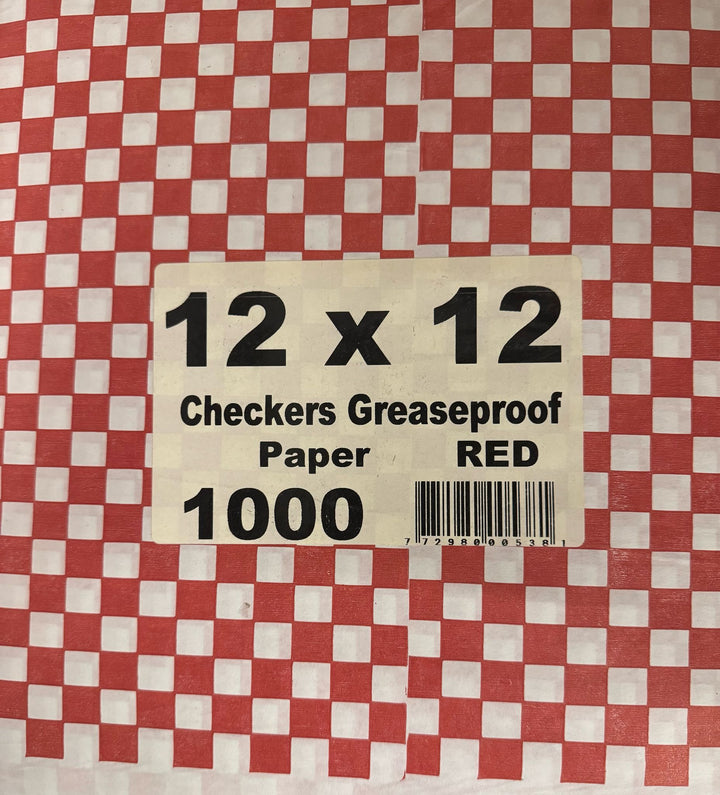 12 x 12
Checkers Greaseproof
Paper RED
1000
7 72980 00538 1